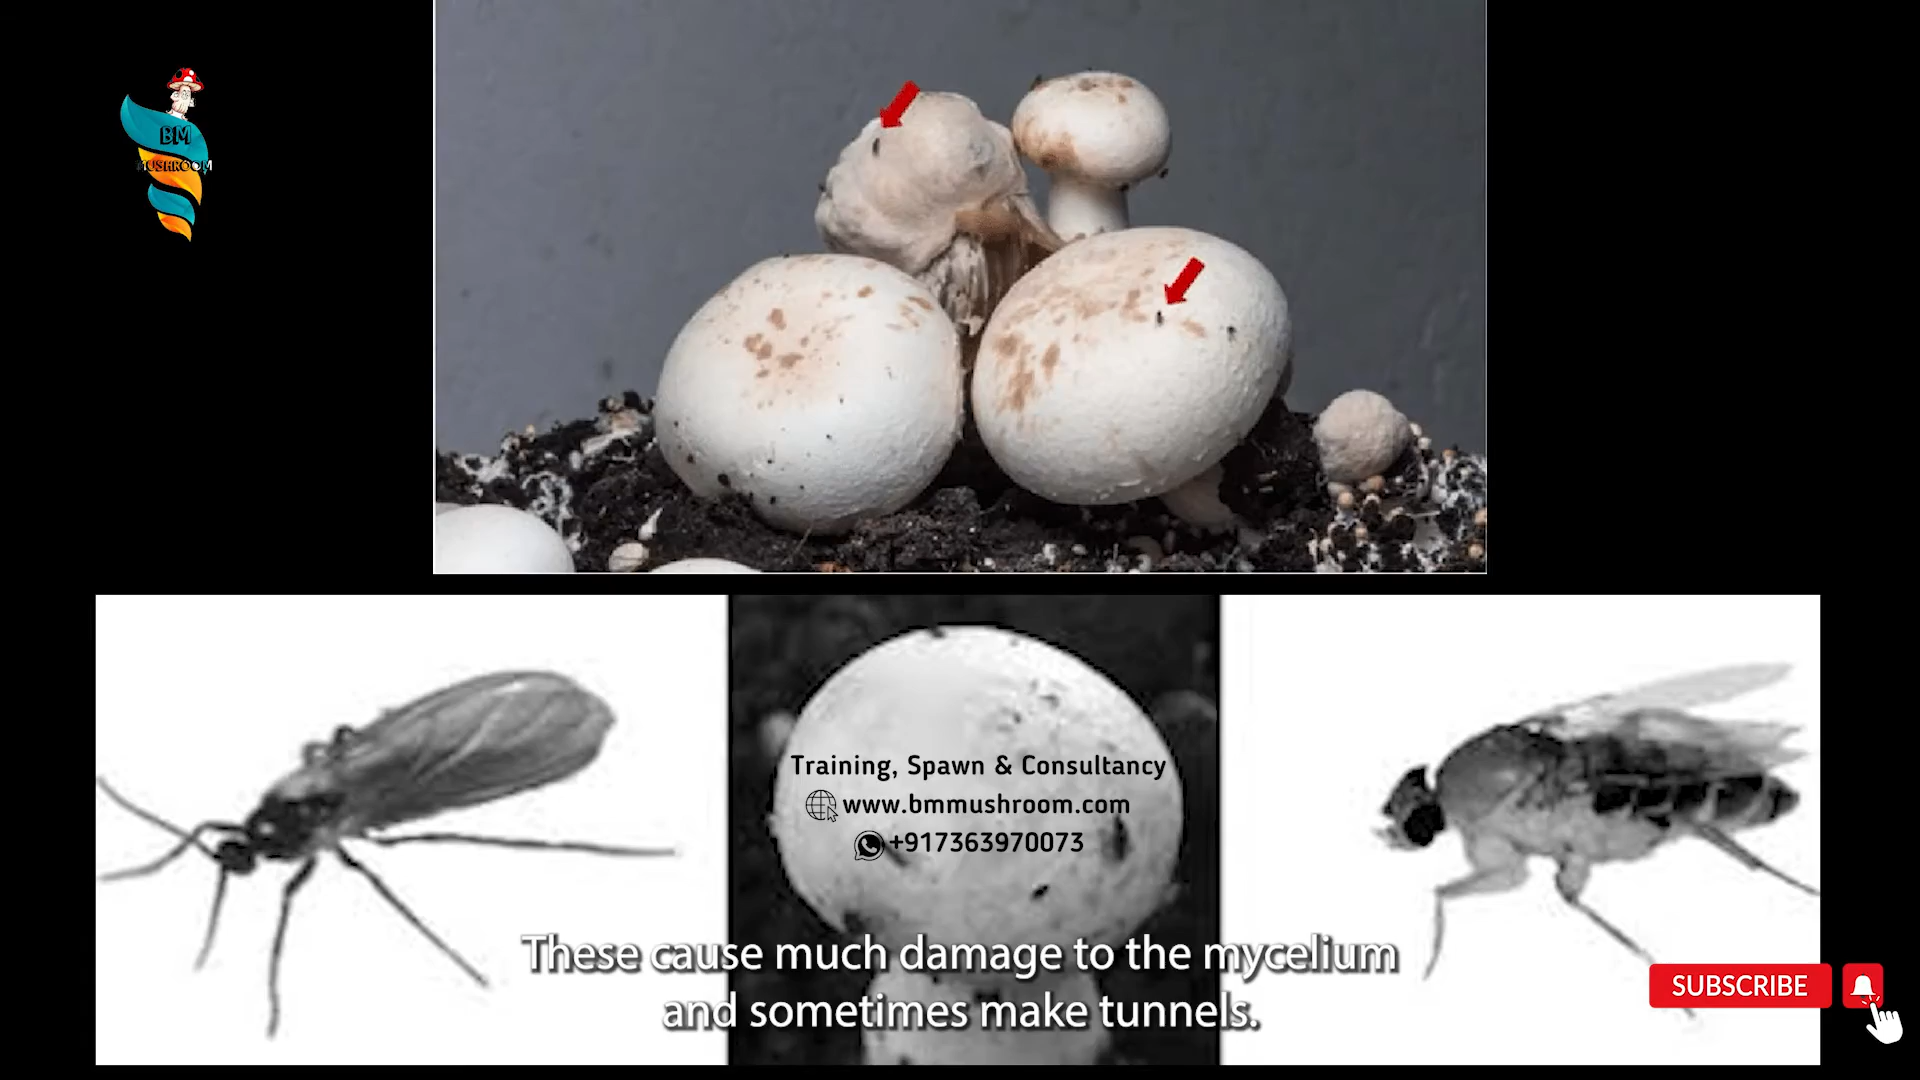 BM
MUSHROOM
Training, Spawn & Consultancy
www.bmmushroom.com
+917363970073
These cause much damage to the mycelium
and sometimes make tunnels.
SUBSCRIBE